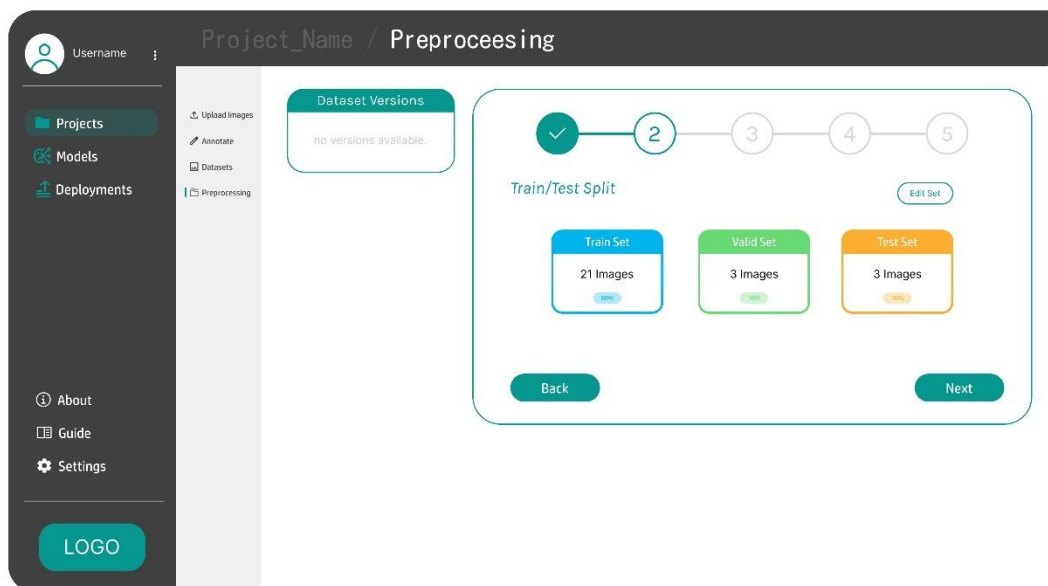 Username
Projects
Models
Deployments
About
Guide
Settings
LOGO
Project_Name / Preproceesing
Upload Images
Annotate
Datasets
Preprocessing
Dataset Versions
no versions available.
2
3
4
5
Train/Test Split
Edit Set
Train Set
21 Images
80%
Valid Set
3 Images
10%
Test Set
3 Images
10%
Back
Next